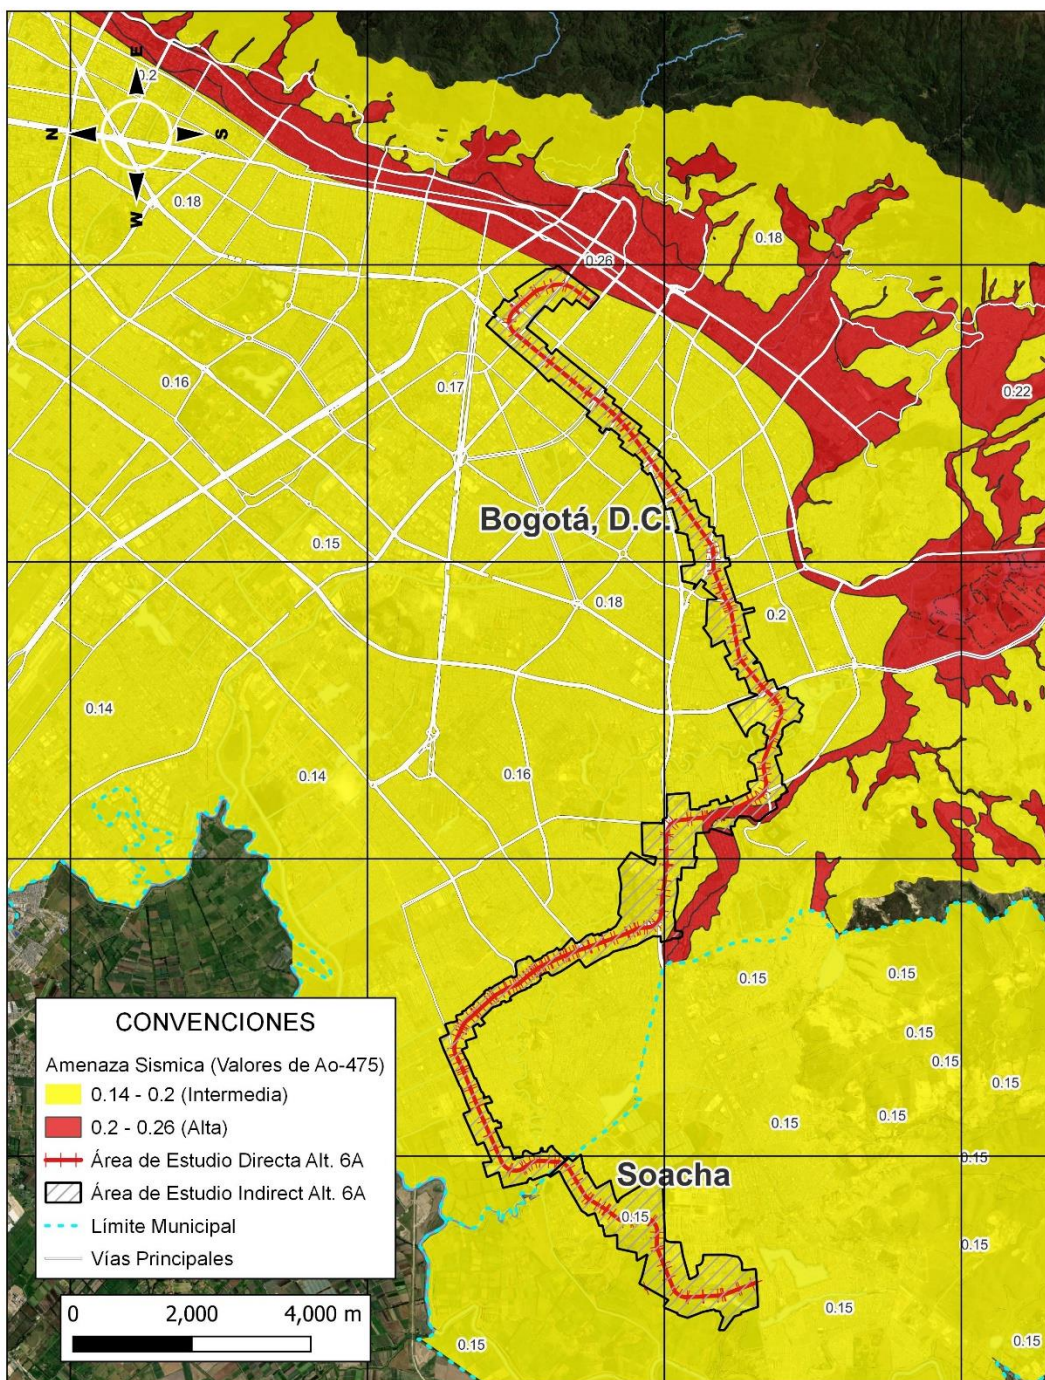 E
0.2
N
S
W
0.18
0.18
0.26
0.16
0.17
0.22
Bogotá, D.C.
0.15
0.18
0.2
0.14
0.14
0.16
0.15
0.15
0.15
0.15
0.15
0.15
0.15
0.15
Soacha
0.15
0.15
0.15
0.15
0.15
0.15
CONVENCIONES
Amenaza Sismica (Valores de Ao-475)
0.14 - 0.2 (Intermedia)
0.2 - 0.26 (Alta)
Área de Estudio Directa Alt. 6A
Área de Estudio Indirect Alt. 6A
Límite Municipal
Vías Principales
0 2,000 4,000 m